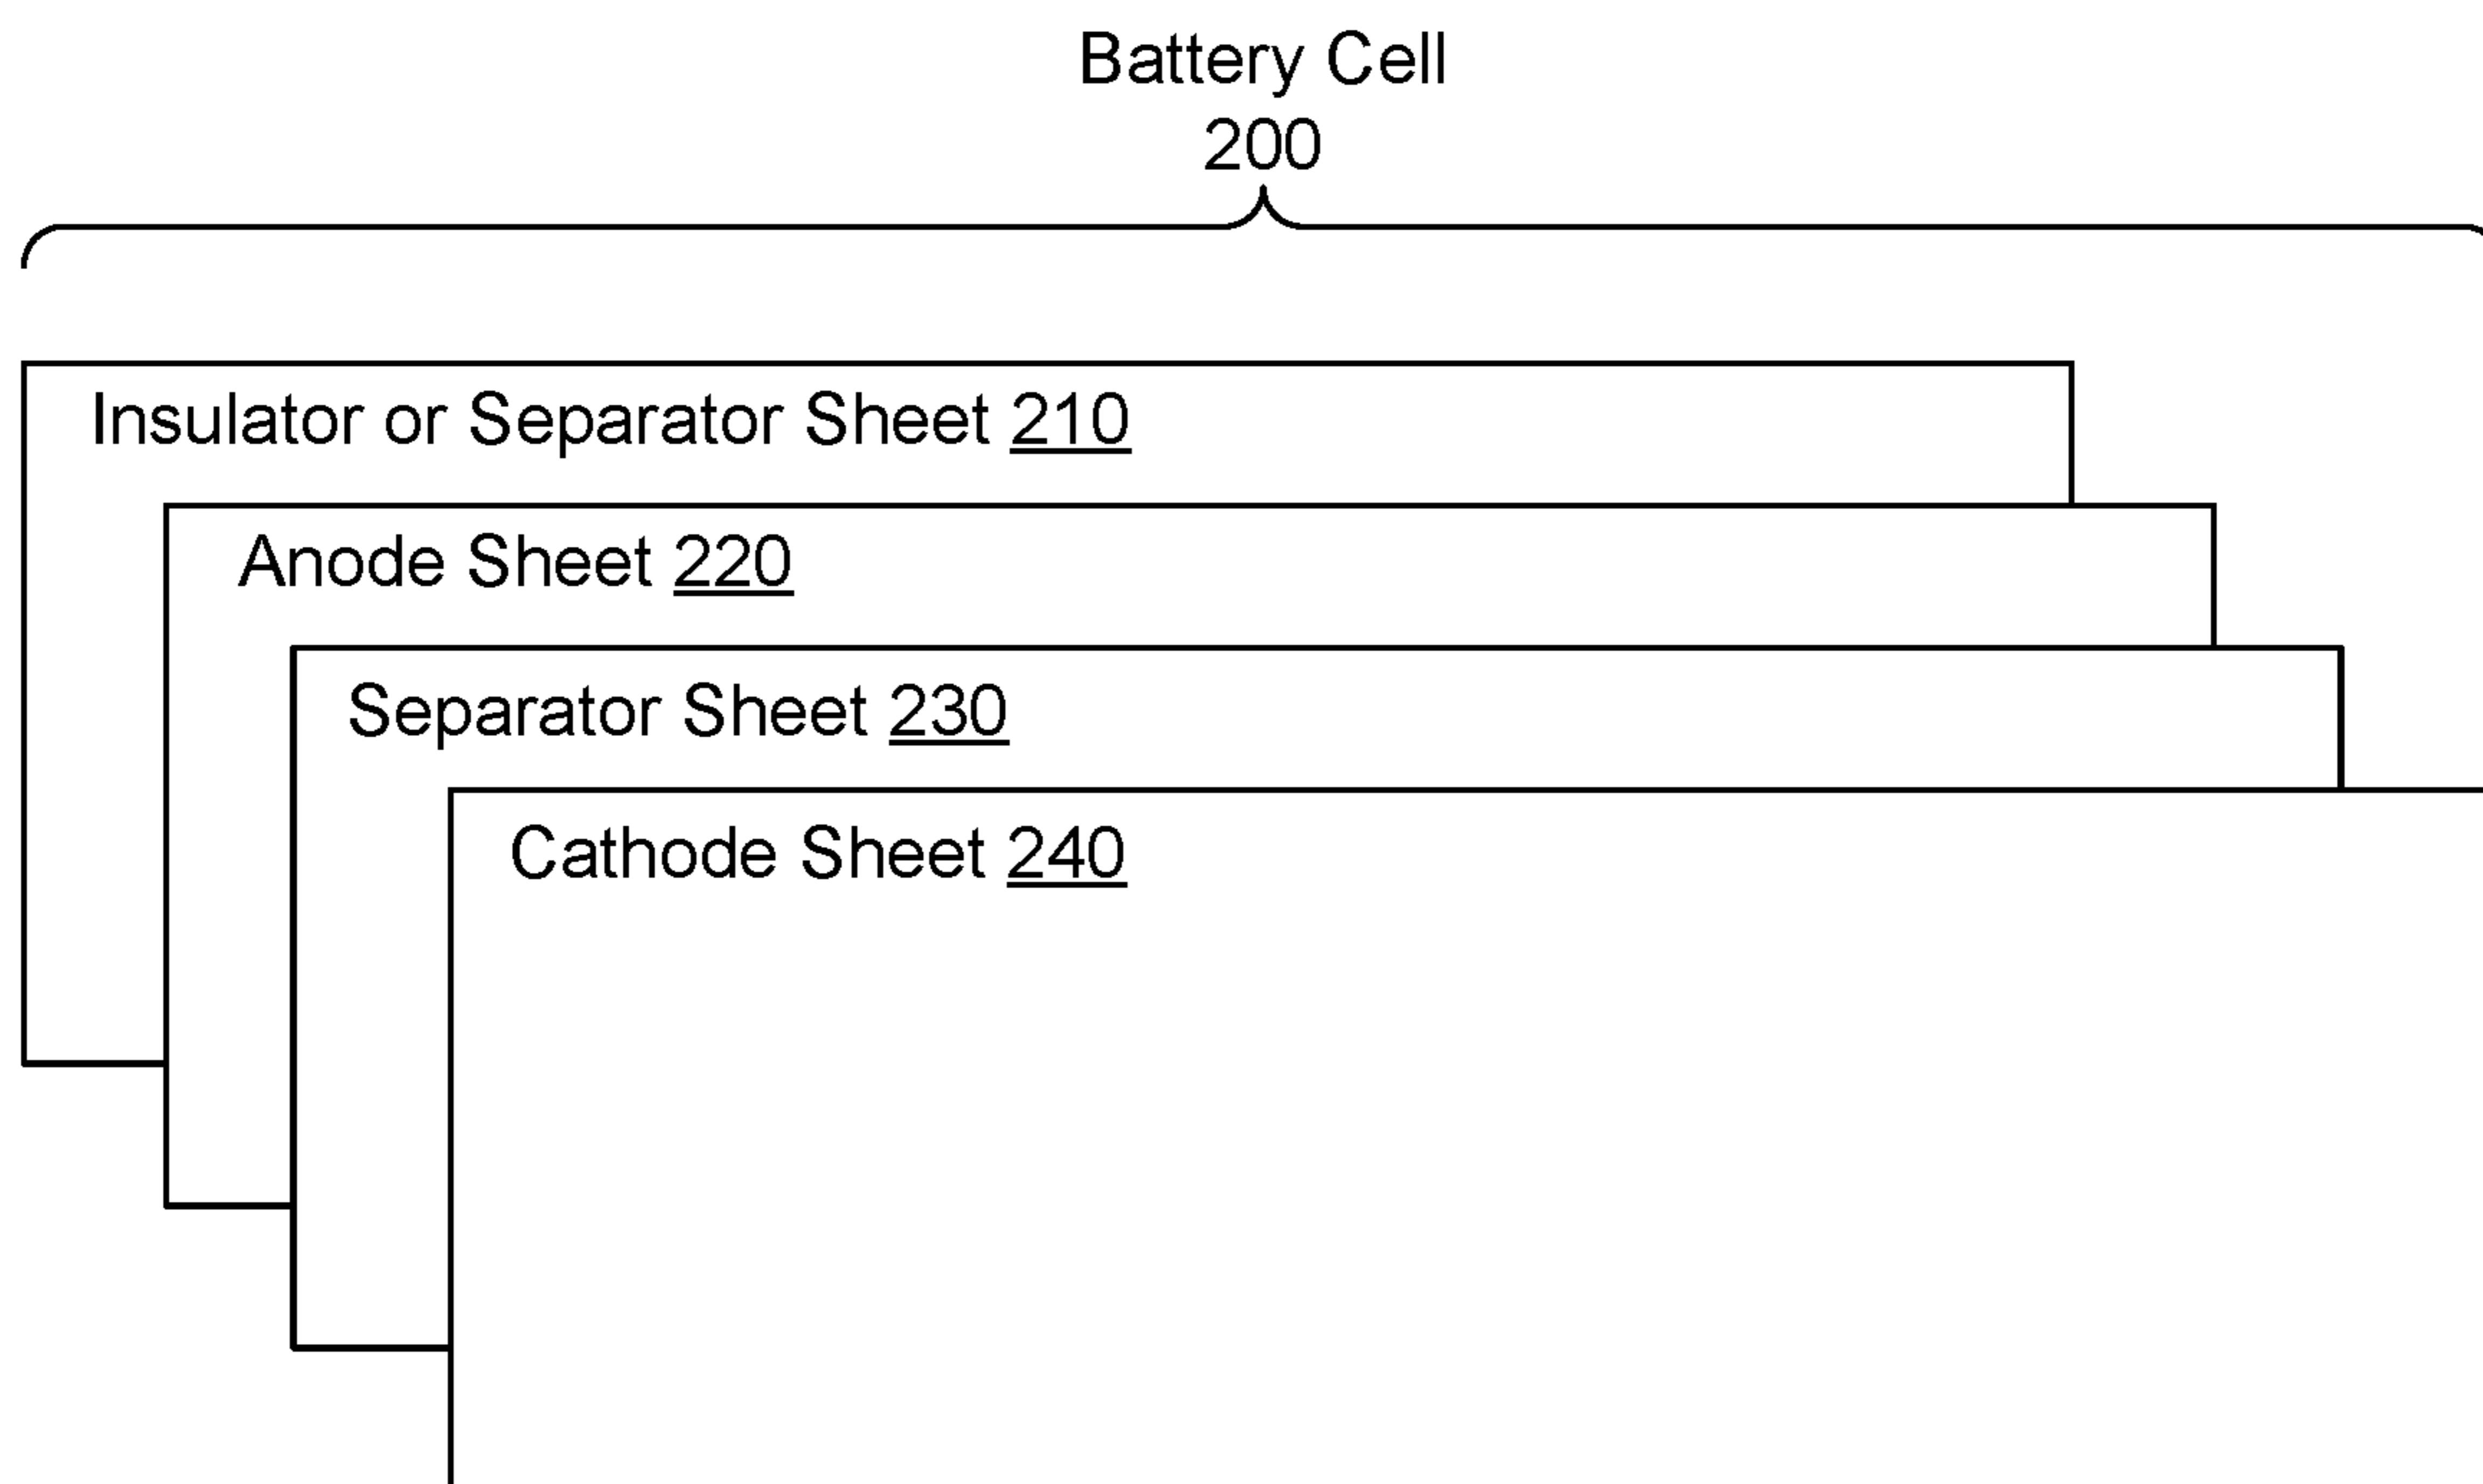 Battery Cell
200
Insulator or Separator Sheet 210
Anode Sheet 220
Separator Sheet 230
Cathode Sheet 240